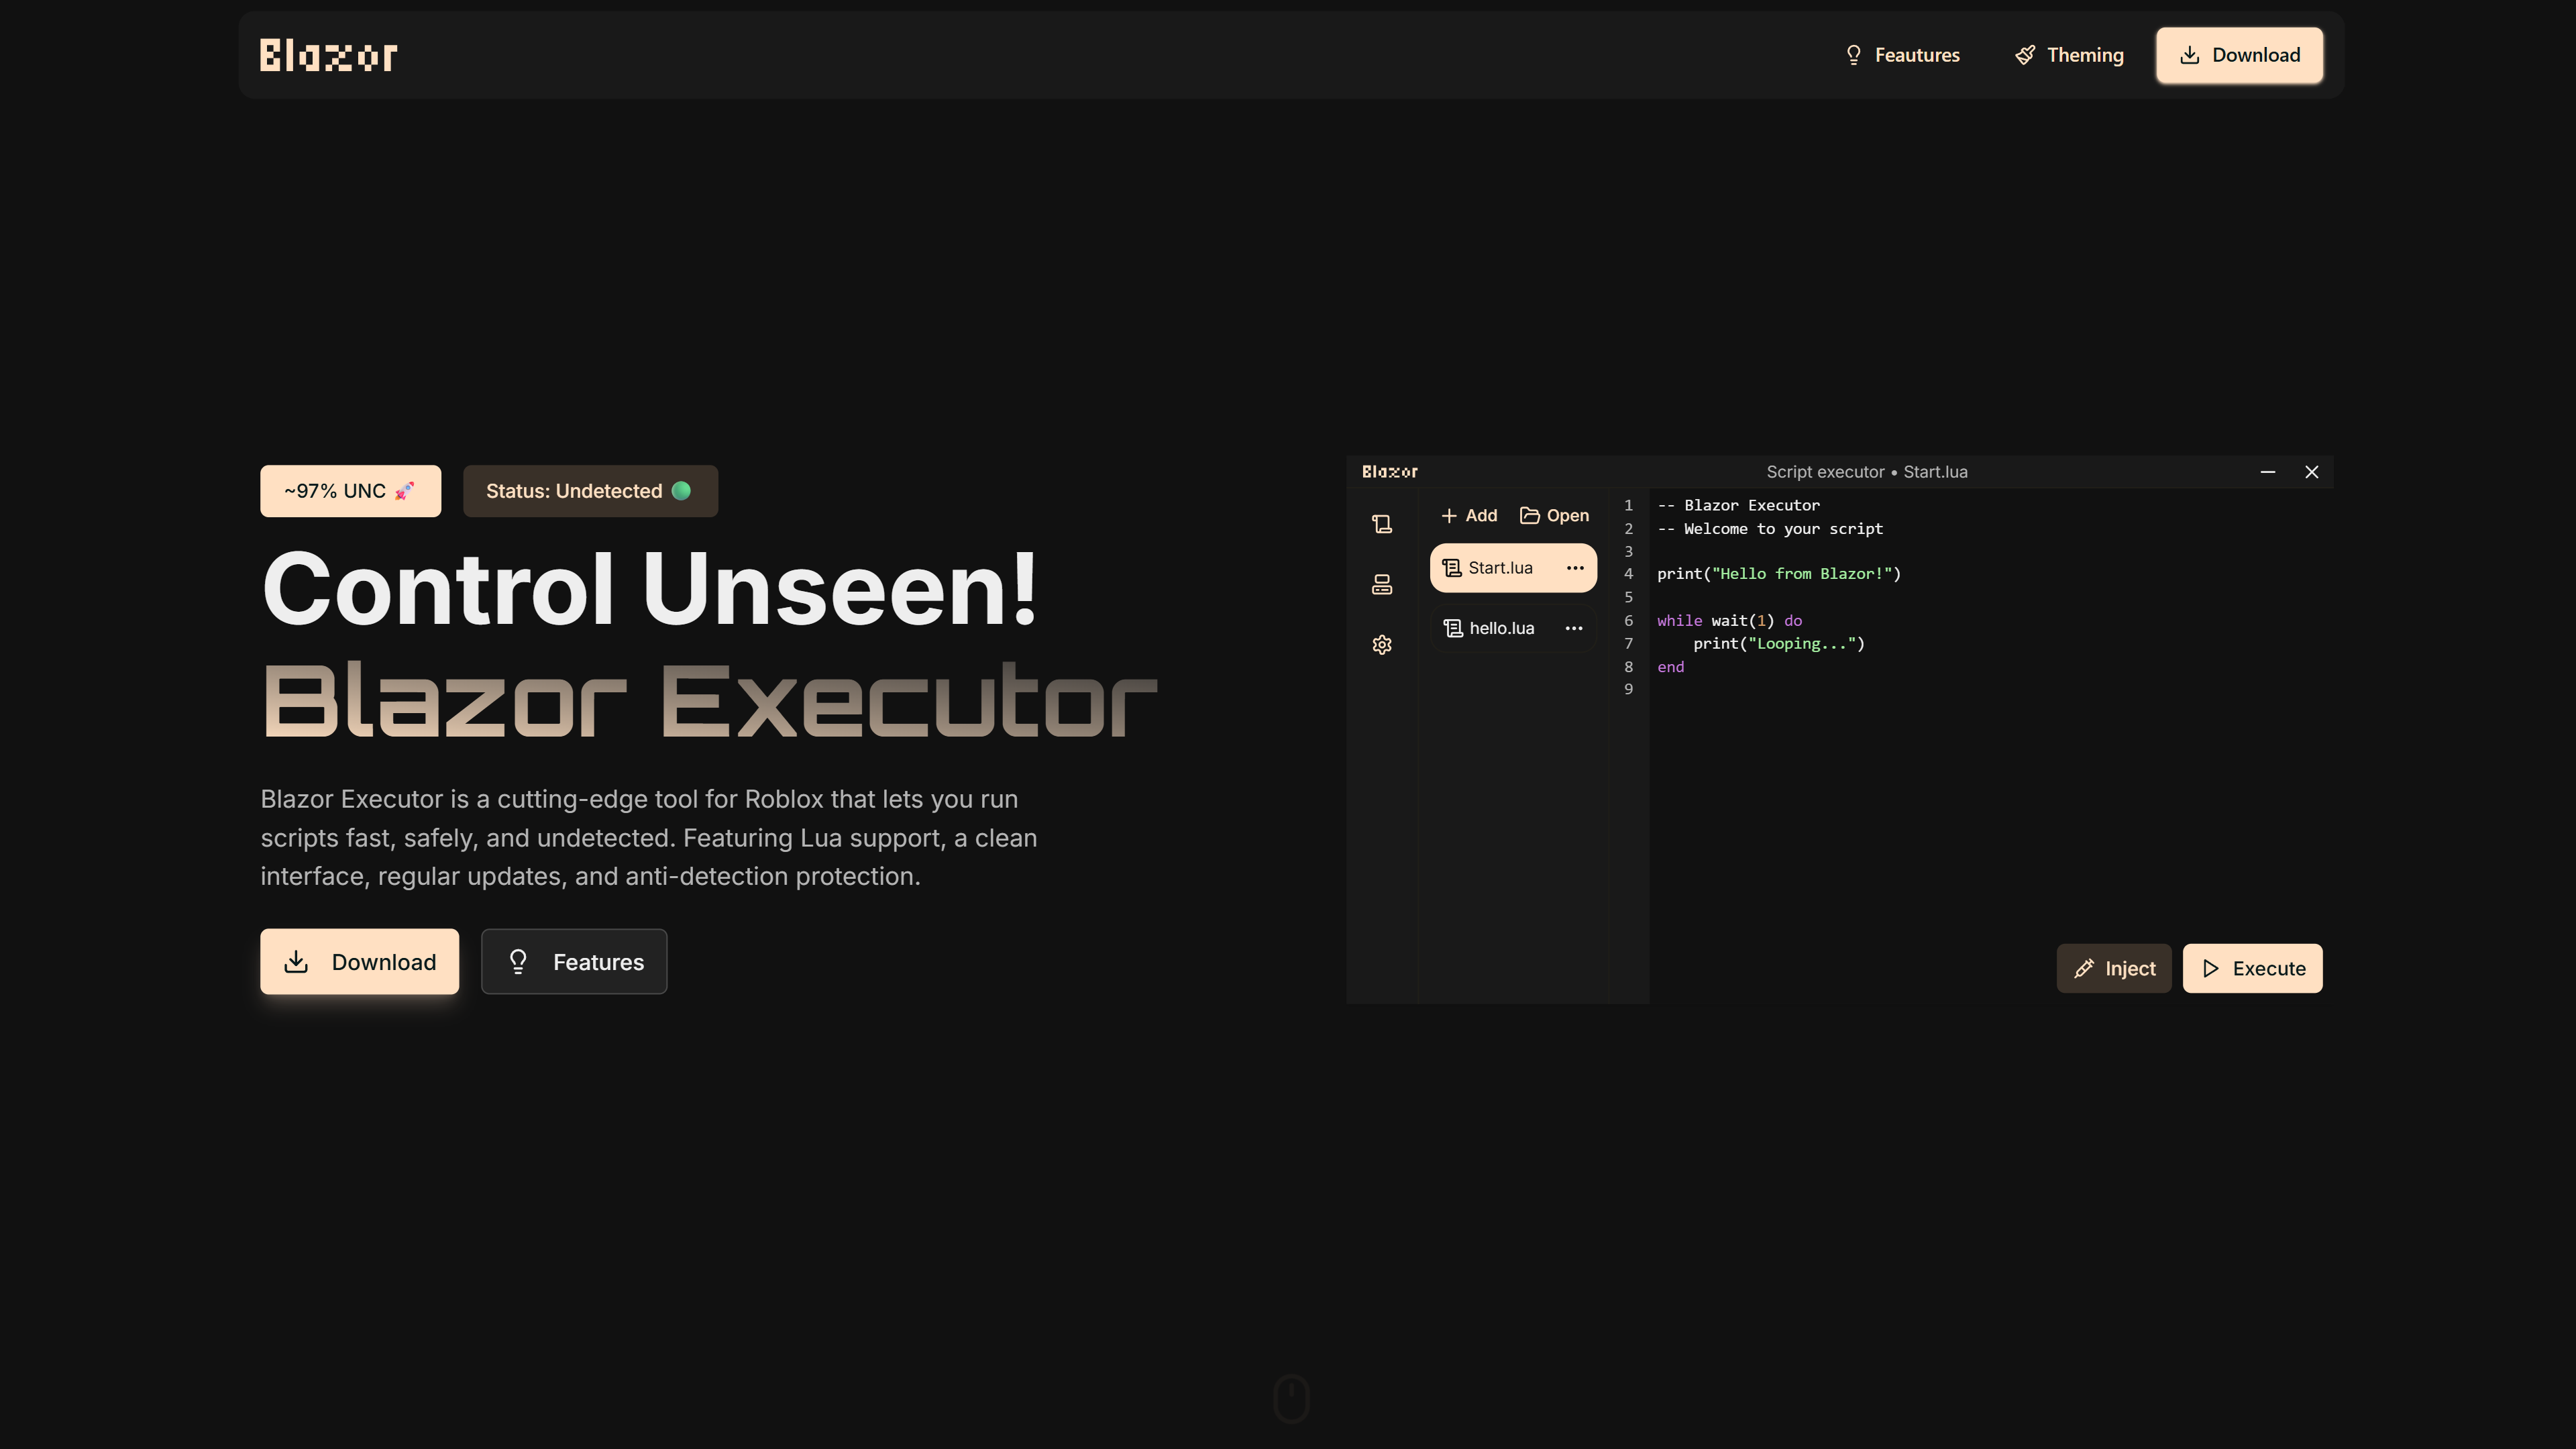 Blazor
Feautures
Theming
Download
~97% UNC 🚀
Status: Undetected
Control Unseen!
Blazor Executor
Blazor Executor is a cutting-edge tool for Roblox that lets you run
scripts fast, safely, and undetected. Featuring Lua support, a clean
interface, regular updates, and anti-detection protection.
Download
Features
Blazor
Script executor • Start.lua
Add
Open
Start.lua
hello.lua
1 -- Blazor Executor
2 -- Welcome to your script
3
4 print("Hello from Blazor!")
5
6 while wait(1) do
7     print("Looping...")
8 end
9
Inject
Execute